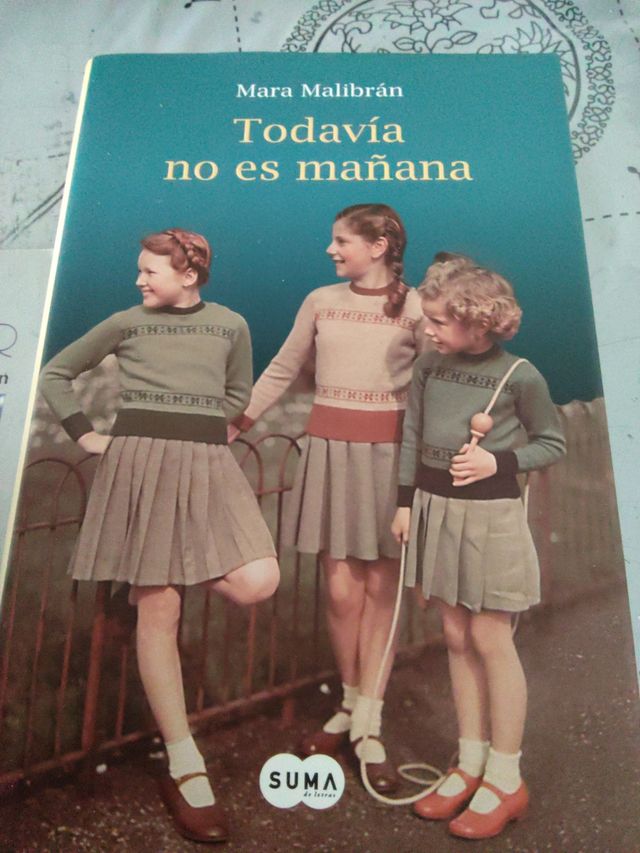 Mara Malibrán
Todavía
no es mañana
SUMA
de letras